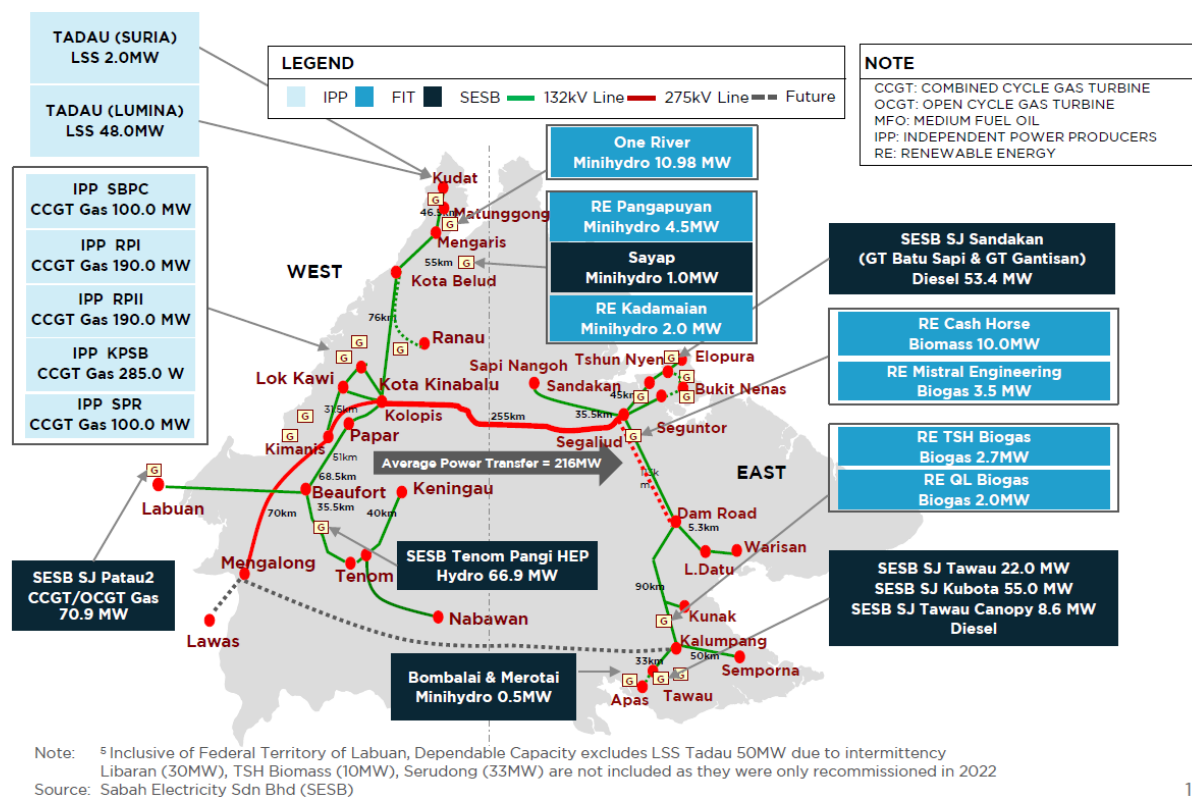 TADAU (SURIA)
LSS 2.0MW
TADAU (LUMINA)
LSS 48.0MW
LEGEND
IPP FIT SESB 132kV Line 275kV Line Future
NOTE
CCGT: COMBINED CYCLE GAS TURBINE
OCGT: OPEN CYCLE GAS TURBINE
MFO: MEDIUM FUEL OIL
IPP: INDEPENDENT POWER PRODUCERS
RE: RENEWABLE ENERGY
IPP SBPC
CCGT Gas 100.0 MW
IPP RPI
CCGT Gas 190.0 MW
IPP RPII
CCGT Gas 190.0 MW
IPP KPSB
CCGT Gas 285.0 W
IPP SPR
CCGT Gas 100.0 MW
One River
Minihydro 10.98 MW
RE Pangapuyan
Minihydro 4.5MW
Sayap
Minihydro 1.0MW
RE Kadamaian
Minihydro 2.0 MW
SESB SJ Sandakan
(GT Batu Sapi & GT Gantisan)
Diesel 53.4 MW
RE Cash Horse
Biomass 10.0MW
RE Mistral Engineering
Biogas 3.5 MW
RE TSH Biogas
Biogas 2.7MW
RE QL Biogas
Biogas 2.0MW
SESB SJ Tawau 22.0 MW
SESB SJ Kubota 55.0 MW
SESB SJ Tawau Canopy 8.6 MW
Diesel
WEST
EAST
Kudat
G
Matunggong
G
Mengaris
55km
G
Kota Belud
76km
Ranau
G
G
G
Lok Kawi
Kota Kinabalu
31.5km
Kolopis
G
Papar
G
Kimanis
51km
68.5km
Beaufort
35.5km
70km
G
Labuan
G
Keningau
40km
Tenom
Mengalong
Lawas
Nabawan
255km
Average Power Transfer = 216MW
Sapi Nangoh
Tshun Nyen
G
Elopura
G
Sandakan
45km
G
G
Bukit Nenas
35.5km
Seguntor
Segaliud
G
Dam Road
5.3km
Warisan
L.Datu
90km
Kunak
G
Kalumpang
50km
Semporna
33km
G
G
G
Apas
Tawau
SESB SJ Patau2
CCGT/OCGT Gas
70.9 MW
SESB Tenom Pangi HEP
Hydro 66.9 MW
Bombalai & Merotai
Minihydro 0.5MW
Note: ⁵ Inclusive of Federal Territory of Labuan, Dependable Capacity excludes LSS Tadau 50MW due to intermittency
Libaran (30MW), TSH Biomass (10MW), Serudong (33MW) are not included as they were only recommissioned in 2022
Source: Sabah Electricity Sdn Bhd (SESB)
1